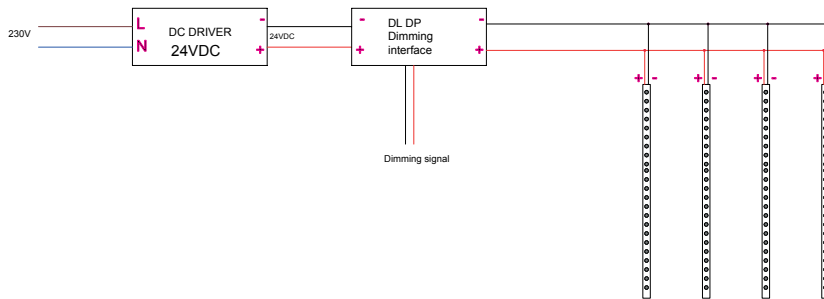 230V
L
N
DC DRIVER
24VDC
-
+
24VDC
-
+
DL DP
Dimming
interface
-
+
Dimming signal
+ -
+ -
+ -
+